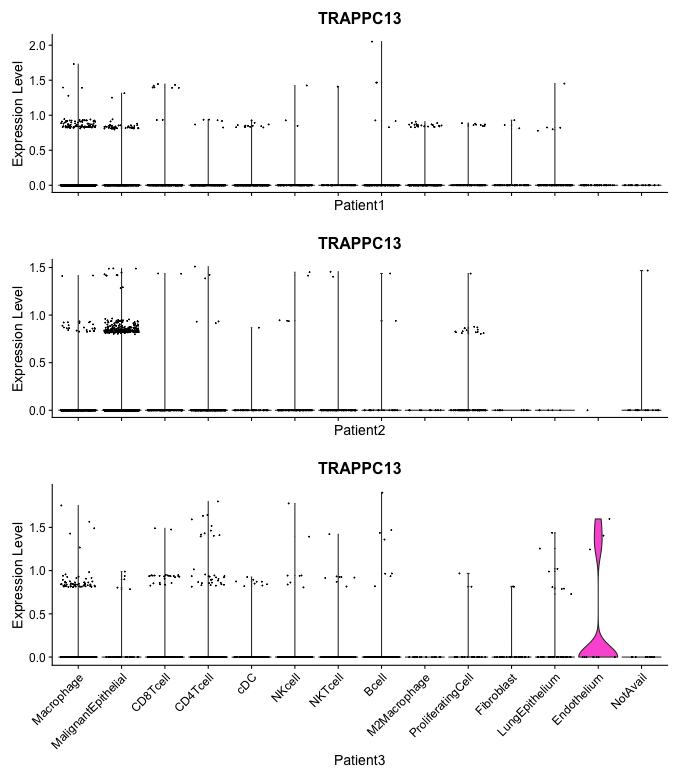 TRAPPC13
Expression Level
2.0
1.5
1.0
0.5
0.0
Patient1
TRAPPC13
Expression Level
1.5
1.0
0.5
0.0
Patient2
TRAPPC13
Expression Level
1.5
1.0
0.5
0.0
Macrophage
MalignantEpithelial
CD8Tcell
CD4Tcell
cDC
NKcell
NKTcell
Bcell
M2Macrophage
ProliferatingCell
Fibroblast
LungEpithelium
Endothelium
NotAvail
Patient3